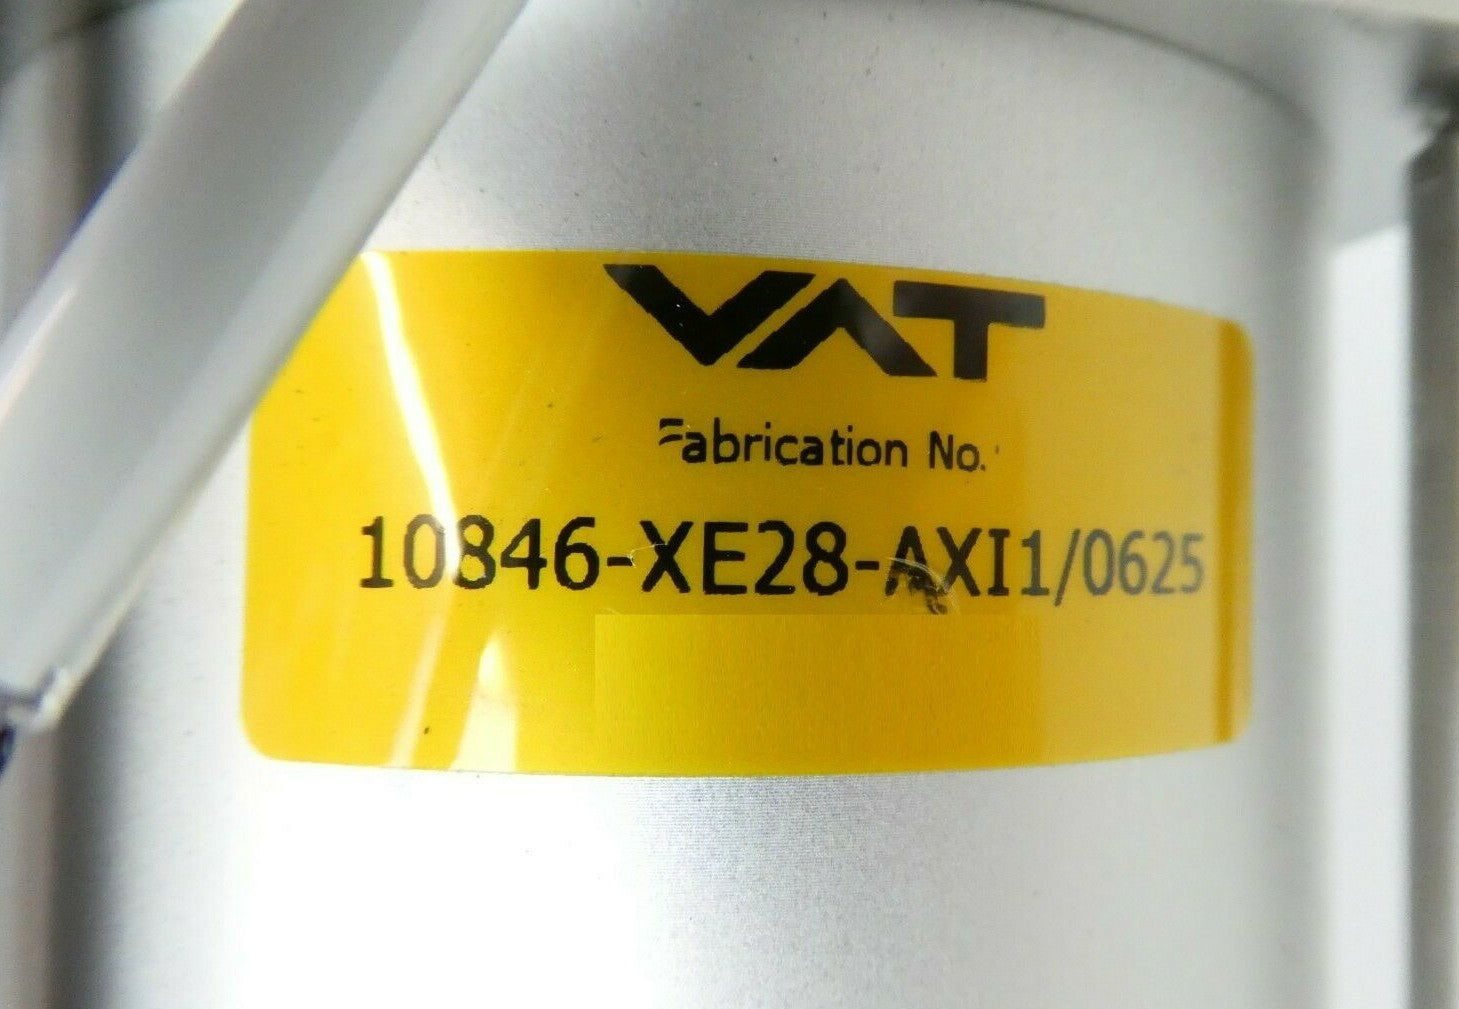 VAT
Fabrication No.
10846-XE28-AXI1/0625